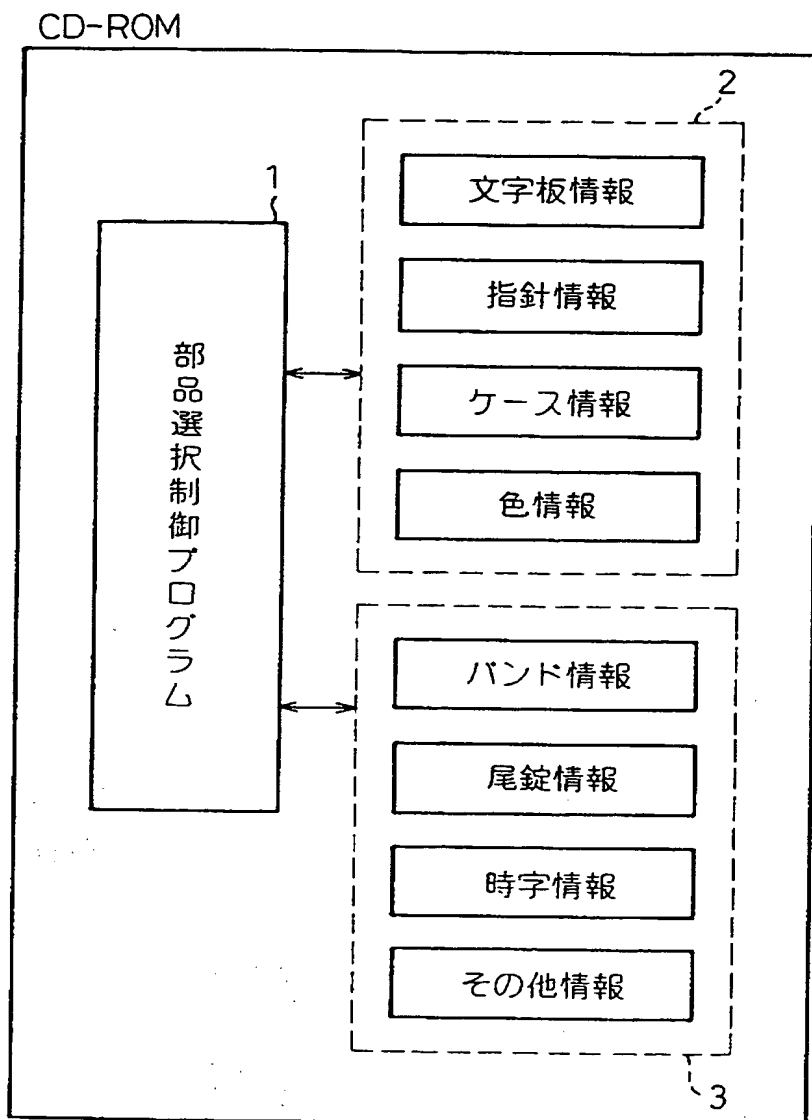 CD-ROM
2
文字板情報
1
指針情報
部品選択制御プログラム
ケース情報
色情報
バンド情報
尾錠情報
時字情報
その他情報
3